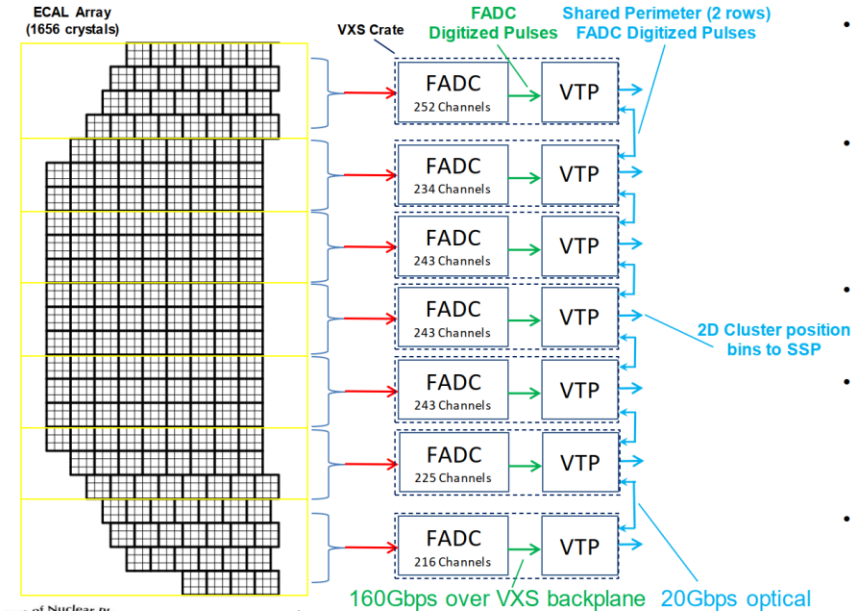 ECAL Array
(1656 crystals)
VXS Crate
FADC
Digitized Pulses
Shared Perimeter (2 rows)
FADC Digitized Pulses
FADC
252 Channels
VTP
FADC
234 Channels
VTP
FADC
243 Channels
VTP
FADC
243 Channels
VTP
2D Cluster position
bins to SSP
FADC
243 Channels
VTP
FADC
225 Channels
VTP
FADC
216 Channels
VTP
160Gbps over VXS backplane
20Gbps optical
of Nuclear